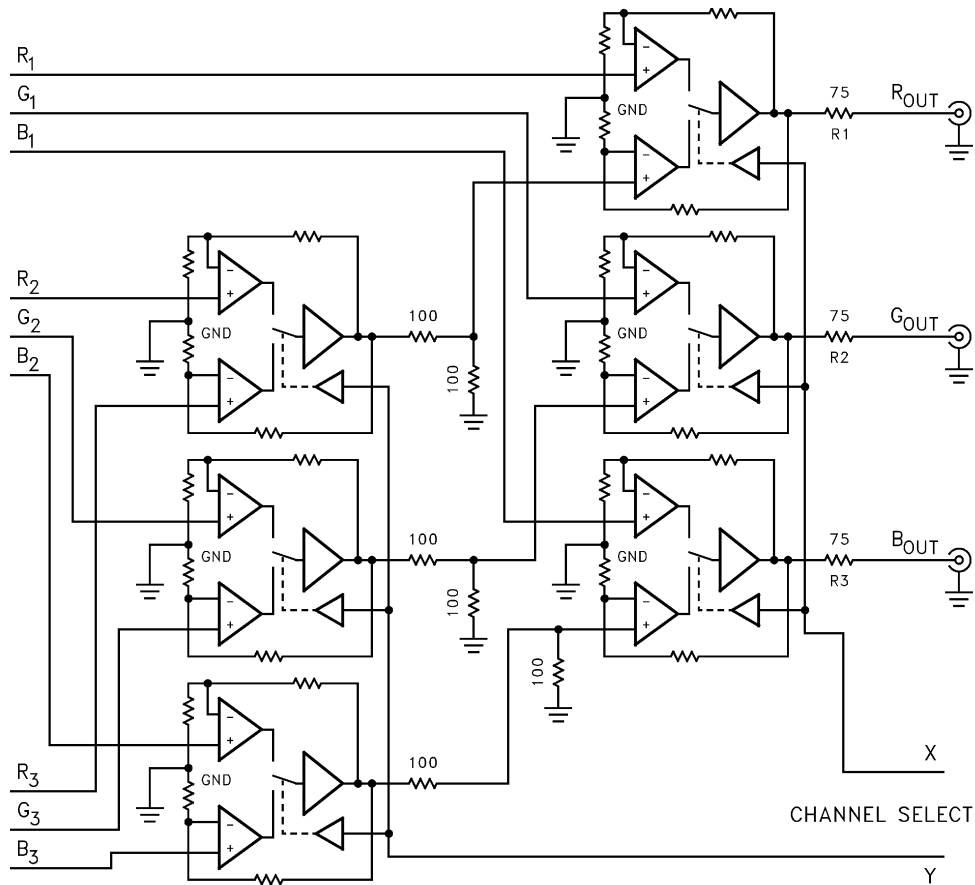 R1
G1
B1
GND
75
R1
ROUT
R2
G2
B2
GND
100
100
GND
75
R2
GOUT
GND
100
100
GND
75
R3
BOUT
100
R3
G3
B3
GND
100
X
CHANNEL SELECT
Y
−
+
−
+
−
+
−
+
−
+
−
+
−
+
−
+
−
+
−
+
−
+
−
+